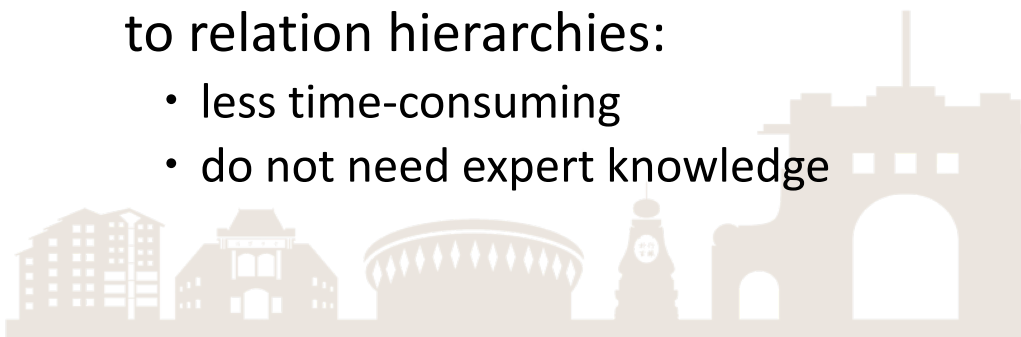 to relation hierarchies:
• less time-consuming
• do not need expert knowledge